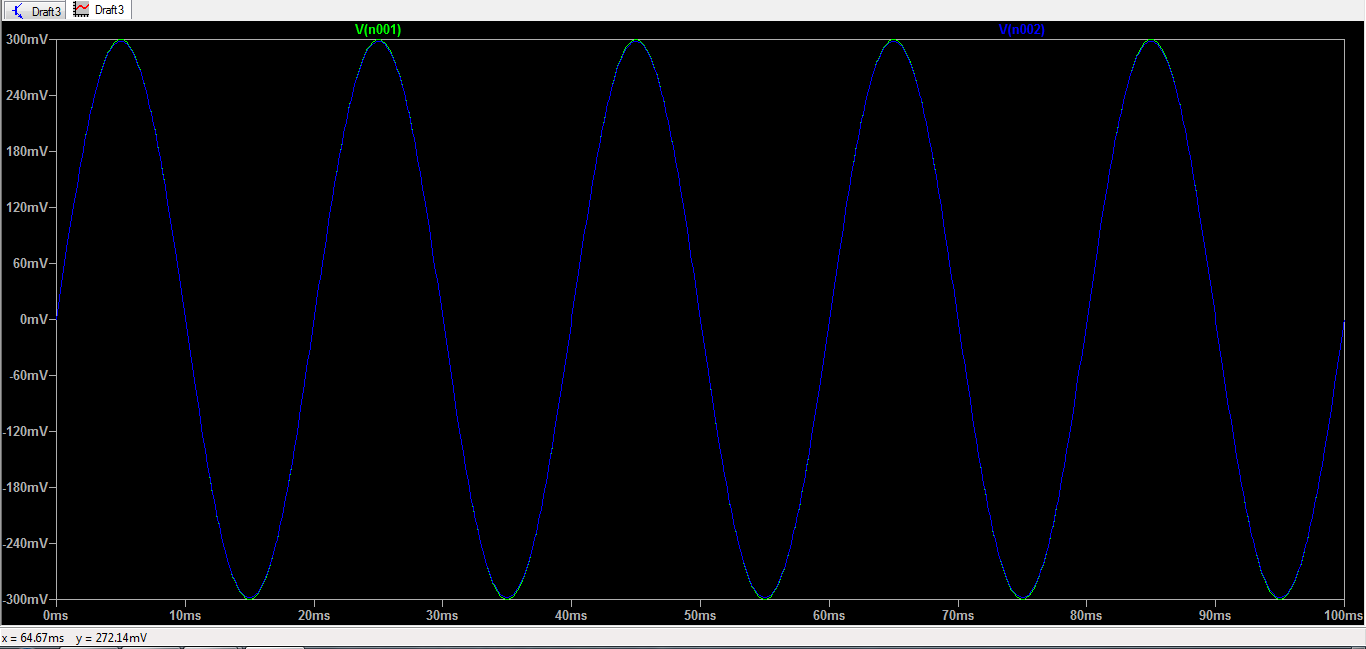 Draft3 Draft3
V(n001) V(n002)
300mV
240mV
180mV
120mV
60mV
0mV
-60mV
-120mV
-180mV
-240mV
-300mV
0ms 10ms 20ms 30ms 40ms 50ms 60ms 70ms 80ms 90ms 100ms
x = 64.67ms y = 272.14mV